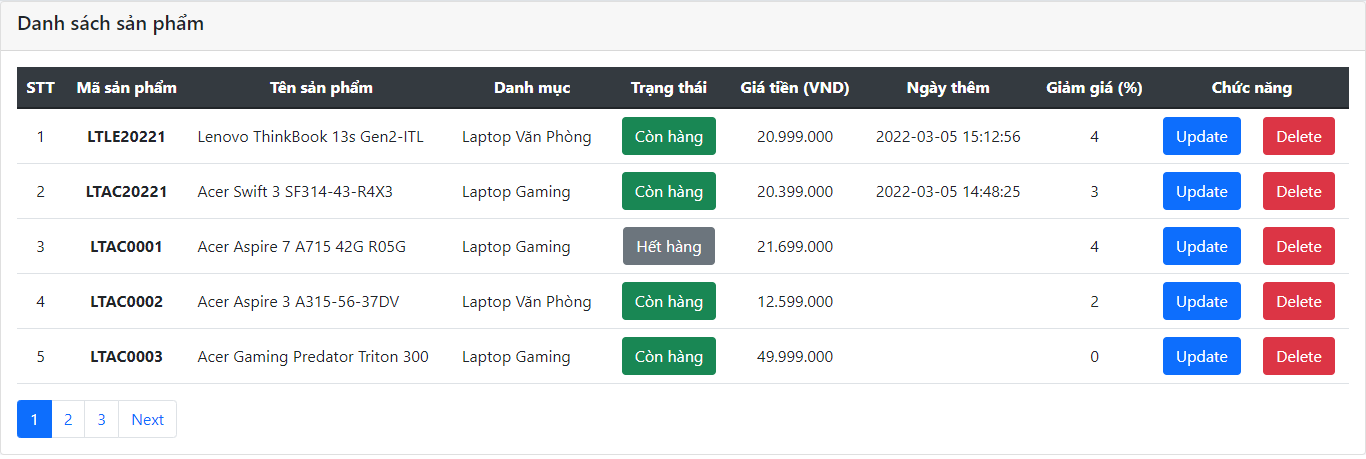 Danh sách sản phẩm
STT Mã sản phẩm Tên sản phẩm Danh mục Trạng thái Giá tiền (VND) Ngày thêm Giảm giá (%) Chức năng
1 LTLE20221 Lenovo ThinkBook 13s Gen2-ITL Laptop Văn Phòng Còn hàng 20.999.000 2022-03-05 15:12:56 4 Update Delete
2 LTAC20221 Acer Swift 3 SF314-43-R4X3 Laptop Gaming Còn hàng 20.399.000 2022-03-05 14:48:25 3 Update Delete
3 LTAC0001 Acer Aspire 7 A715 42G R05G Laptop Gaming Hết hàng 21.699.000 4 Update Delete
4 LTAC0002 Acer Aspire 3 A315-56-37DV Laptop Văn Phòng Còn hàng 12.599.000 2 Update Delete
5 LTAC0003 Acer Gaming Predator Triton 300 Laptop Gaming Còn hàng 49.999.000 0 Update Delete
1 2 3 Next